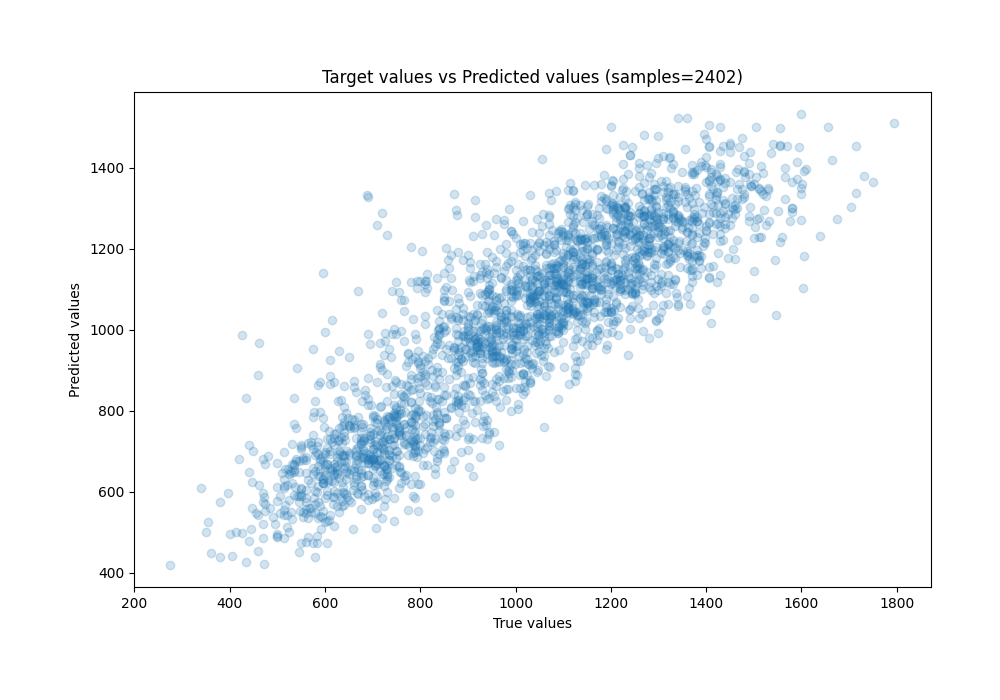 Target values vs Predicted values (samples=2402)
Predicted values
1400
1200
1000
800
600
400
200 400 600 800 1000 1200 1400 1600 1800
True values